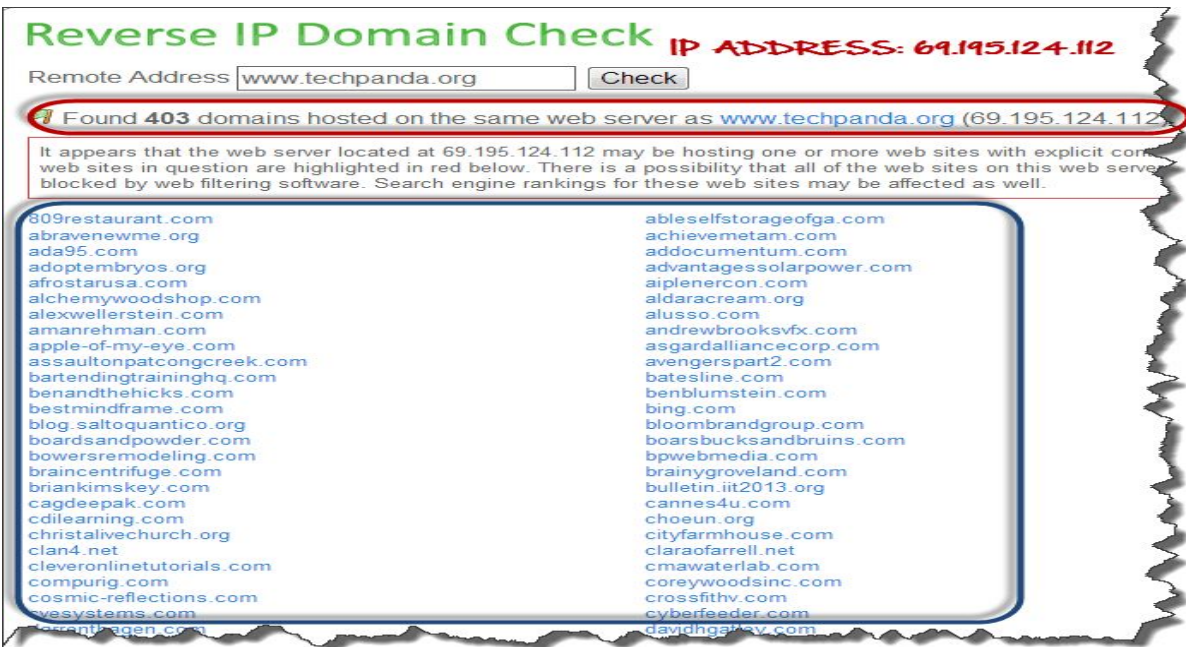 Reverse IP Domain Check IP ADDRESS: 69.195.124.112
Remote Address www.techpanda.org Check
Found 403 domains hosted on the same web server as www.techpanda.org (69.195.124.112)
It appears that the web server located at 69.195.124.112 may be hosting one or more web sites with explicit con
web sites in question are highlighted in red below. There is a possibility that all of the web sites on this web serve
blocked by web filtering software. Search engine rankings for these web sites may be affected as well.
809restaurant.com ableselfstorageofga.com
abravenewme.org achievemetam.com
ada95.com addocumentum.com
adoptembryos.org advantagessolarpower.com
afrostarusa.com aiplenercon.com
alchemywoodshop.com aldaracream.org
alexwellerstein.com alusso.com
amanrehman.com andrewbrooksvfx.com
apple-of-my-eye.com asgardalliancecorp.com
assaultonpatcongcreek.com avengerspart2.com
bartendingtraininghq.com batesline.com
benandthehicks.com benblumstein.com
bestmindframe.com bing.com
blog.saltoquantico.org bloombrandgroup.com
boardsandpowder.com boarsbucksandbruins.com
bowersremodeling.com bpwebmedia.com
braincentrifuge.com brainygroveland.com
briankimskey.com bulletin.iit2013.org
cagdeepak.com cannes4u.com
cdilearning.com choeun.org
christalivechurch.org cityfarmhouse.com
clan4.net claraofarrell.net
cleveronlinetutorials.com cmawaterlab.com
compurig.com coreywoodsinc.com
cosmic-reflections.com crossfithv.com
cyberfeeder.com